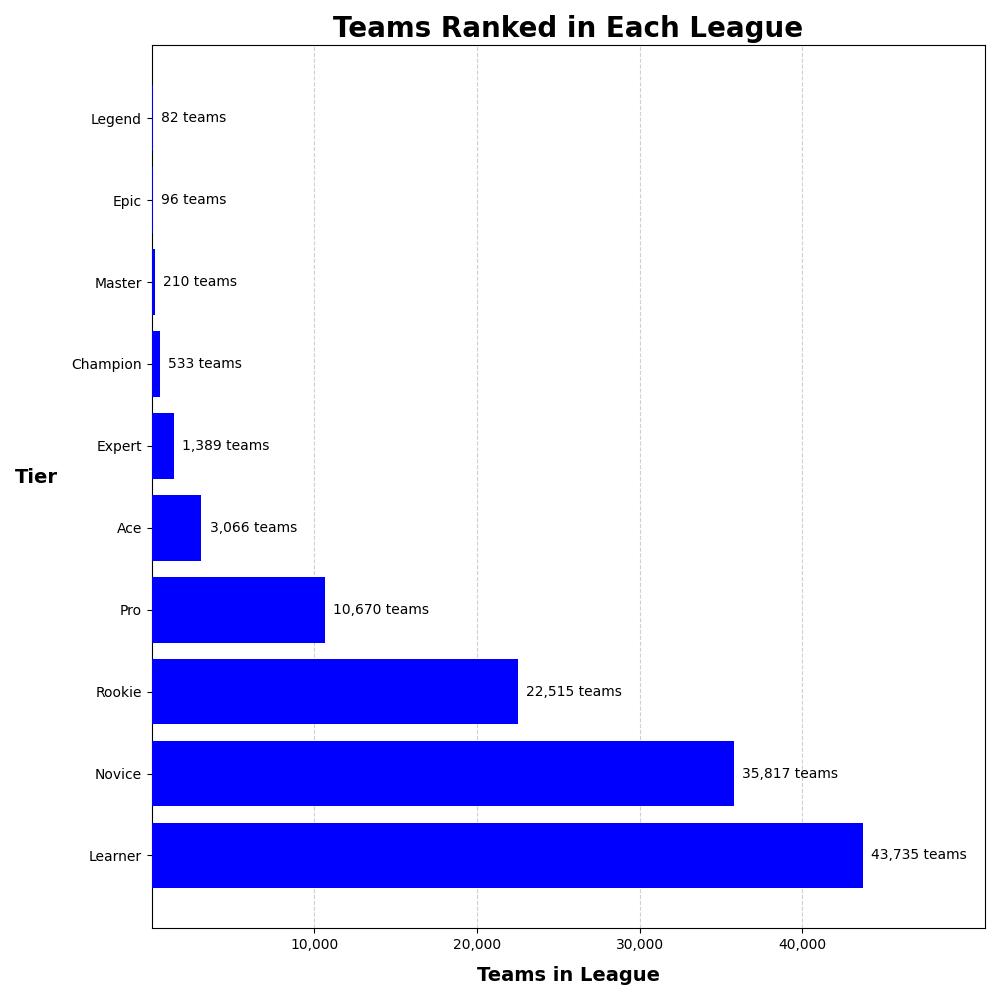 Teams Ranked in Each League
Legend 82 teams
Epic 96 teams
Master 210 teams
Champion 533 teams
Expert 1,389 teams
Tier
Ace 3,066 teams
Pro 10,670 teams
Rookie 22,515 teams
Novice 35,817 teams
Learner 43,735 teams
10,000 20,000 30,000 40,000
Teams in League